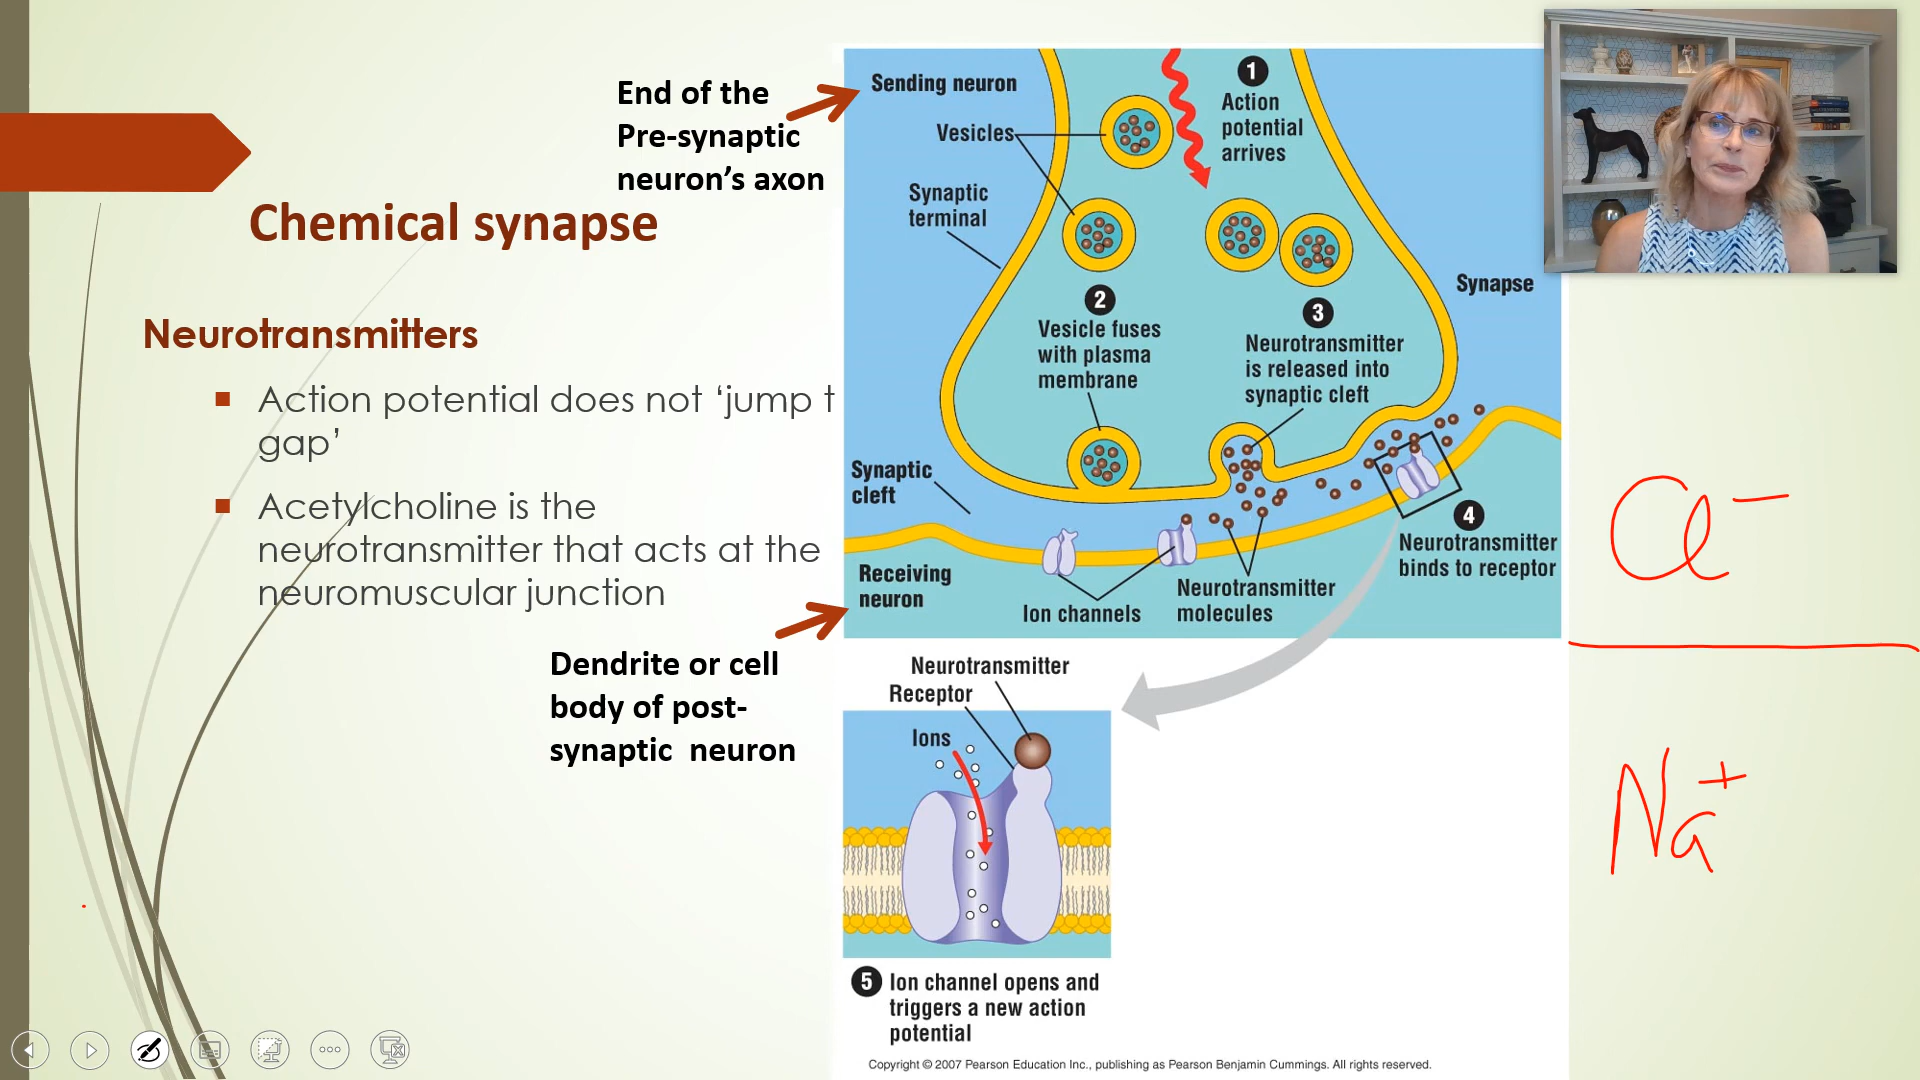 Chemical synapse
Neurotransmitters
Action potential does not ‘jump t
gap’
Acetylcholine is the
neurotransmitter that acts at the
neuromuscular junction
End of the
Pre-synaptic
neuron’s axon
Dendrite or cell
body of post-
synaptic neuron
Sending neuron
Vesicles
Synaptic
terminal
1
Action
potential
arrives
2
Vesicle fuses
with plasma
membrane
3
Neurotransmitter
is released into
synaptic cleft
Synapse
Synaptic
cleft
4
Neurotransmitter
binds to receptor
Receiving
neuron
Ion channels
Neurotransmitter
molecules
Neurotransmitter
Receptor
Ions
5 Ion channel opens and
triggers a new action
potential
Copyright © 2007 Pearson Education Inc., publishing as Pearson Benjamin Cummings. All rights reserved.
Cl⁻
Na⁺